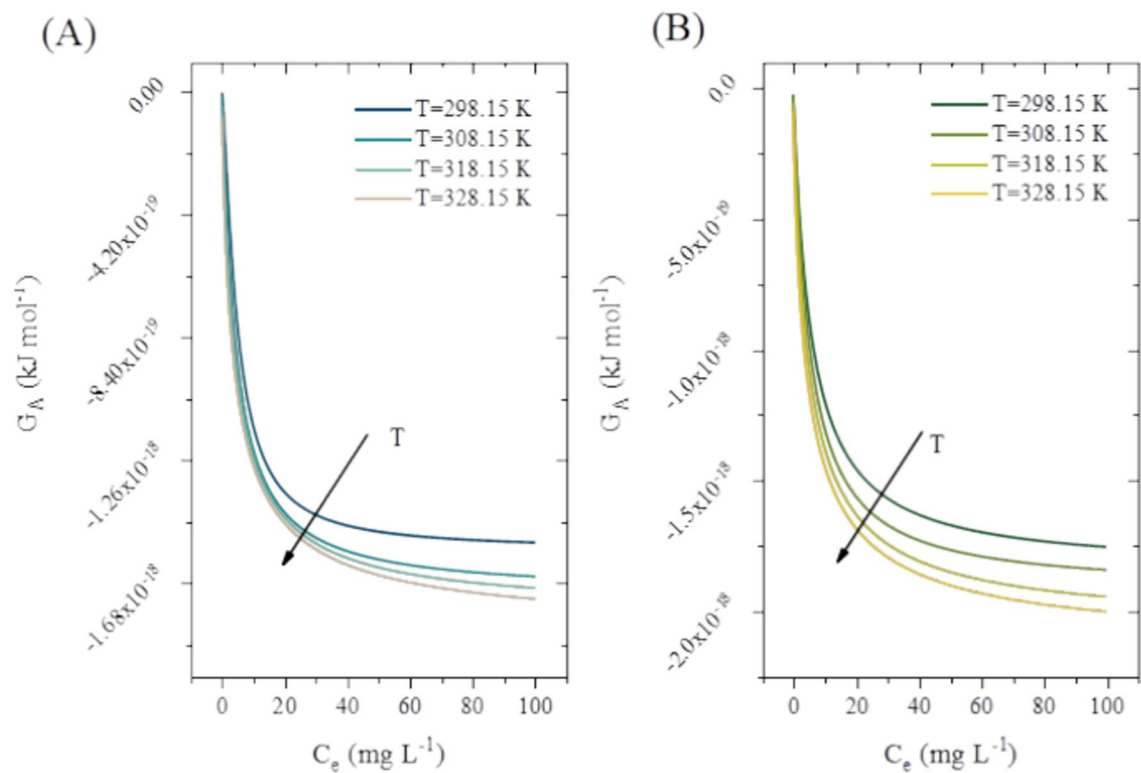 (A)
0.00
-4.20x10⁻¹⁹
-8.40x10⁻¹⁹
-1.26x10⁻¹⁸
-1.68x10⁻¹⁸
G_A (kJ mol⁻¹)
T=298.15 K
T=308.15 K
T=318.15 K
T=328.15 K
T
0 20 40 60 80 100
C_e (mg L⁻¹)
(B)
0.0
-5.0x10⁻¹⁹
-1.0x10⁻¹⁸
-1.5x10⁻¹⁸
-2.0x10⁻¹⁸
G_A (kJ mol⁻¹)
T=298.15 K
T=308.15 K
T=318.15 K
T=328.15 K
T
0 20 40 60 80 100
C_e (mg L⁻¹)